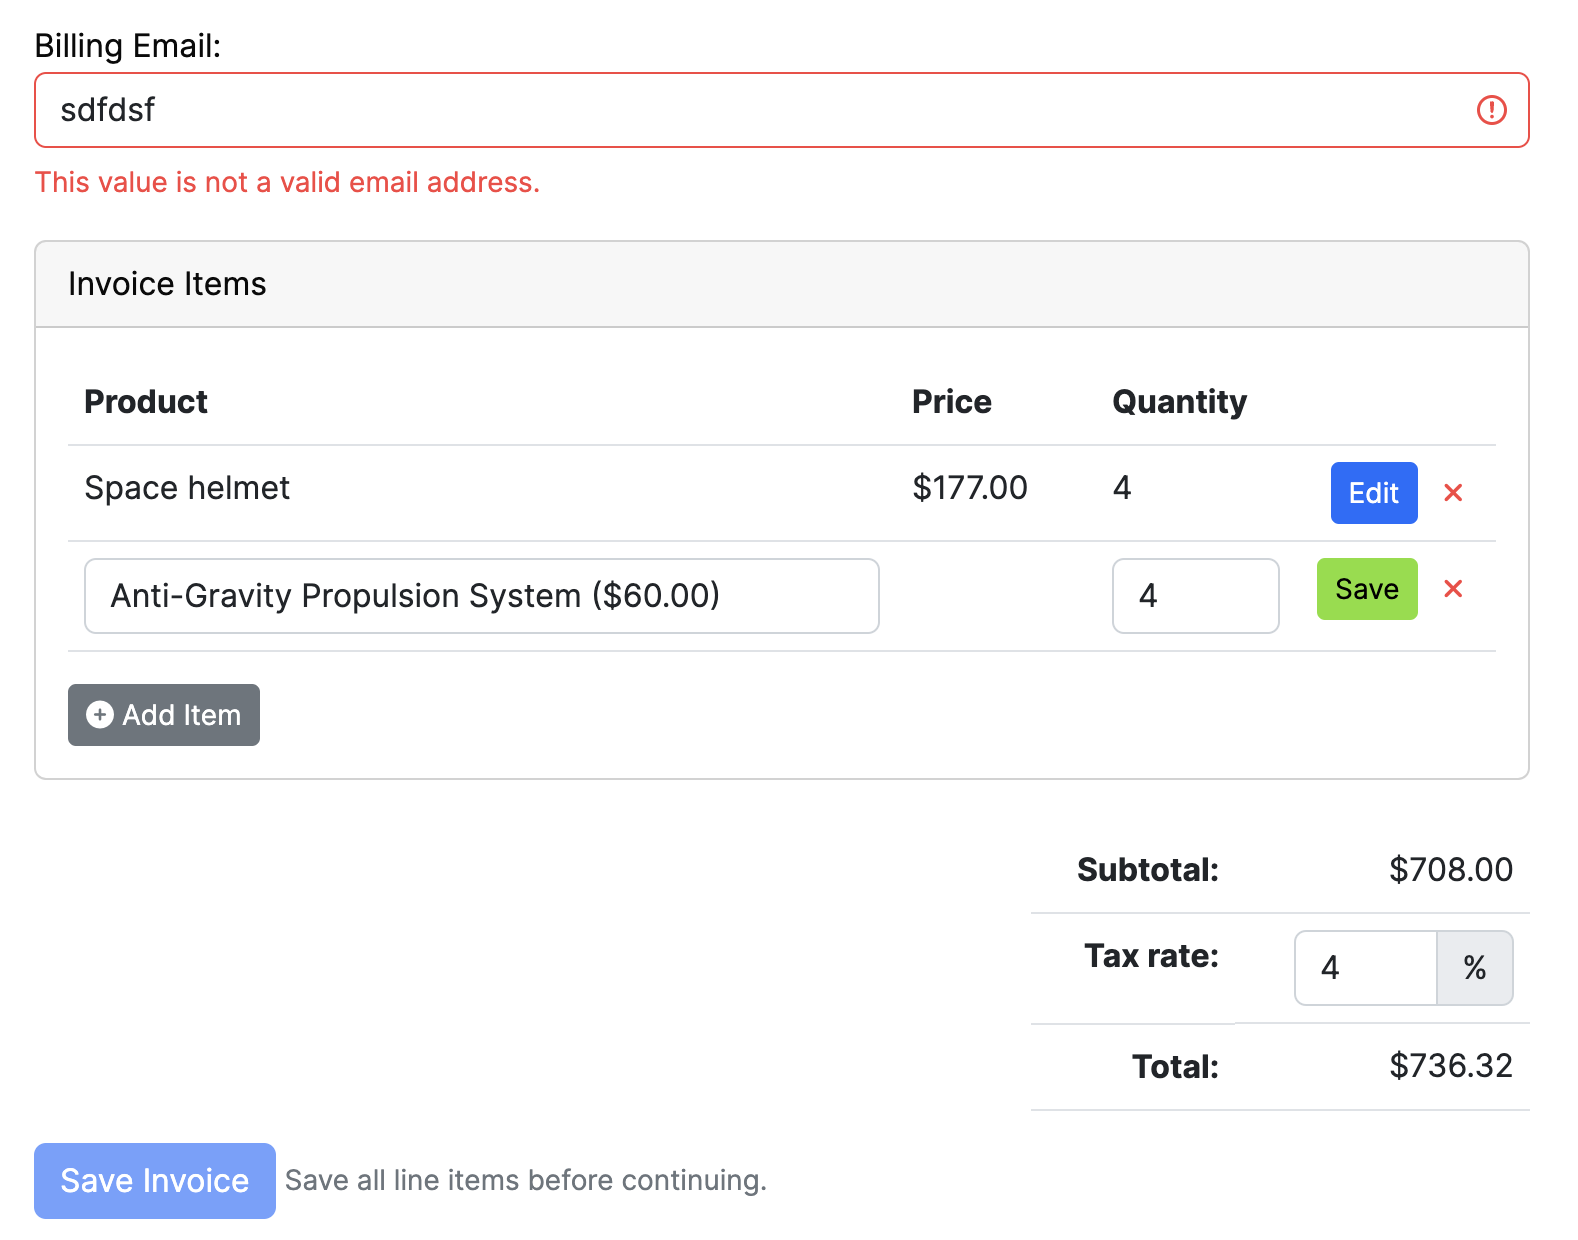 Billing Email:
sdfdsf
This value is not a valid email address.
Invoice Items
Product Price Quantity
Space helmet $177.00 4 Edit
Anti-Gravity Propulsion System ($60.00) 4 Save
Add Item
Subtotal: $708.00
Tax rate: 4 %
Total: $736.32
Save Invoice Save all line items before continuing.